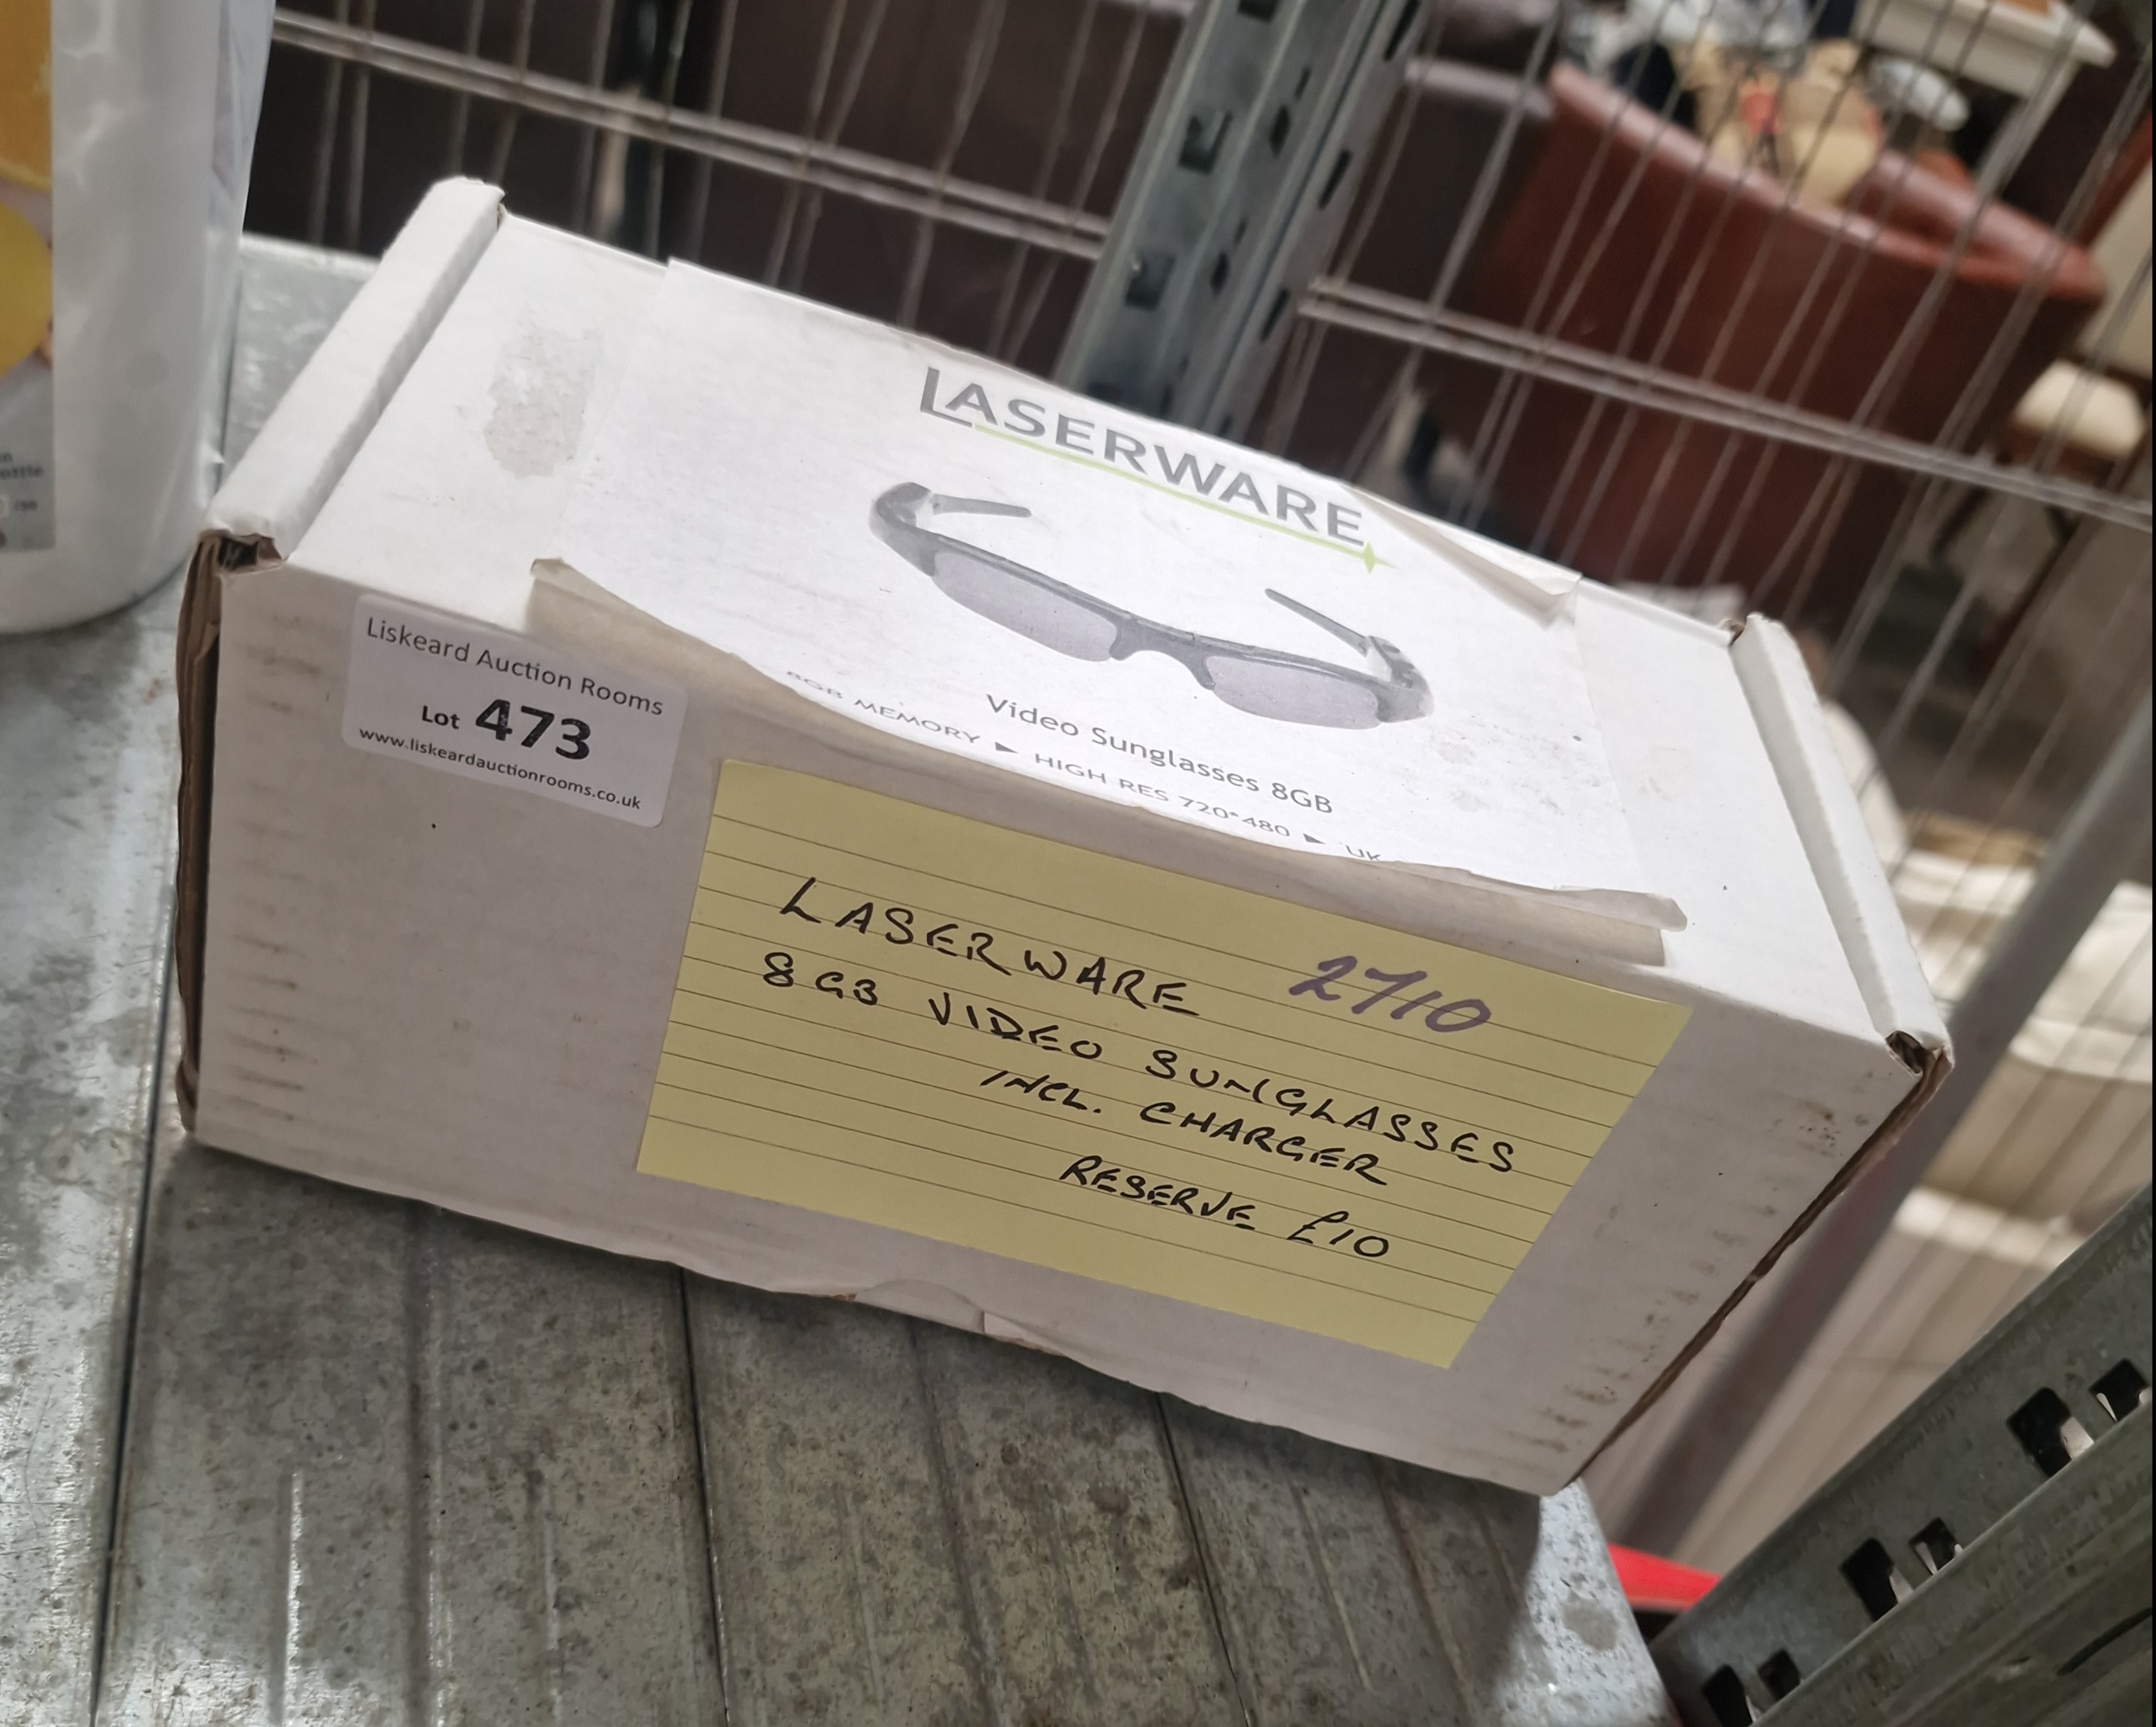 LASERWARE
Video Sunglasses 8GB
8GB MEMORY ► HIGH RES 720*480 ► UK
Liskeard Auction Rooms
Lot 473
www.liskeardauctionrooms.co.uk
LASERWARE 2710
8GB VIDEO SUNGLASSES
INCL. CHARGER
RESERVE £10